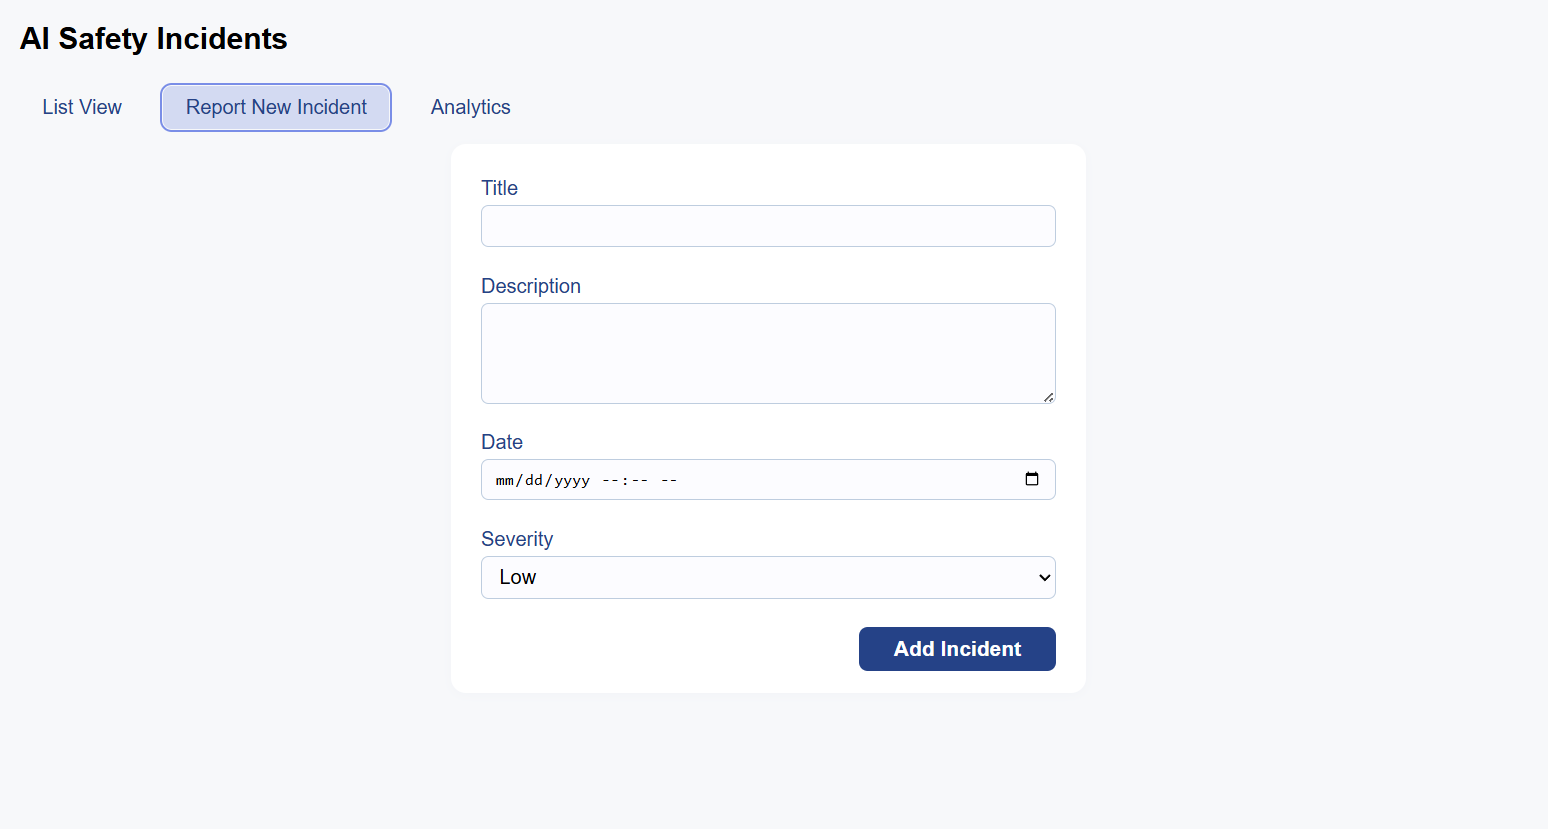 AI Safety Incidents
List View Report New Incident Analytics
Title
Description
Date
mm/dd/yyyy --:-- --
Severity
Low
Add Incident